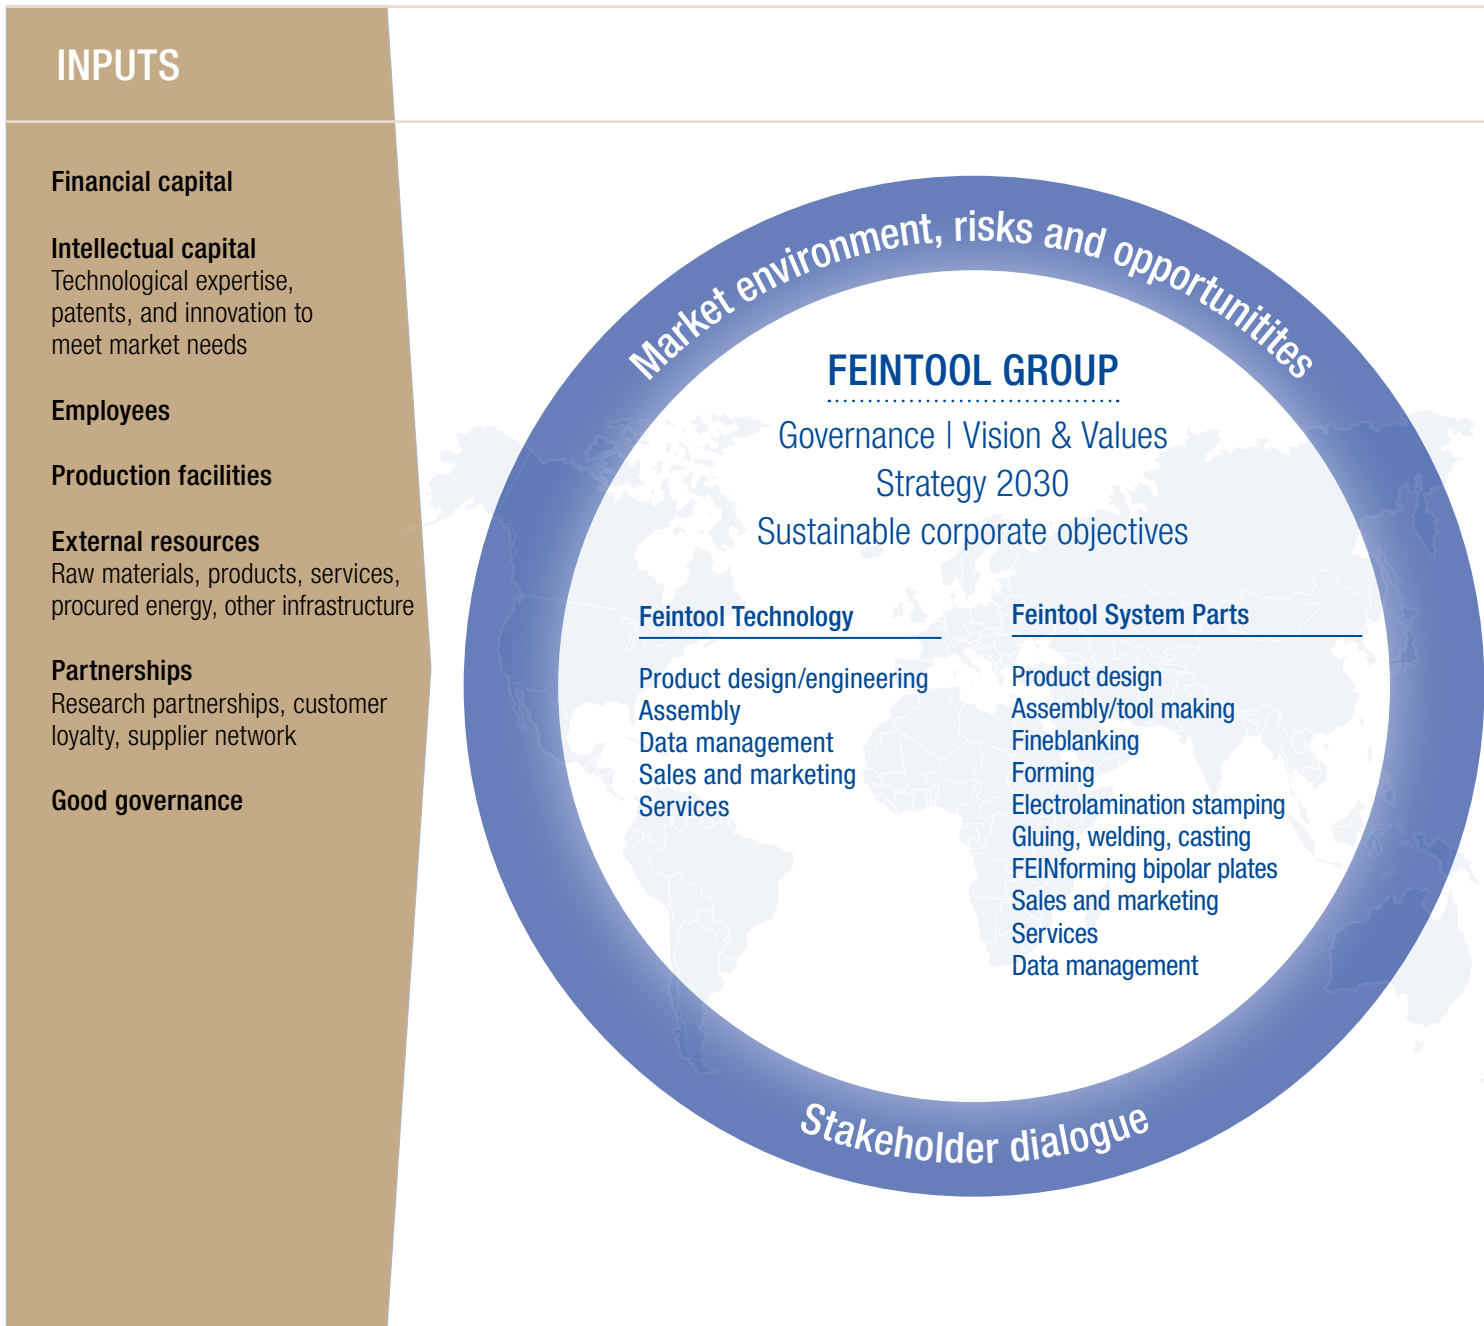 INPUTS
Financial capital
Intellectual capital
Technological expertise,
patents, and innovation to
meet market needs
Employees
Production facilities
External resources
Raw materials, products, services,
procured energy, other infrastructure
Partnerships
Research partnerships, customer
loyalty, supplier network
Good governance
Market environment, risks and opportunitites
FEINTOOL GROUP
Governance | Vision & Values
Strategy 2030
Sustainable corporate objectives
Feintool Technology
Product design/engineering
Assembly
Data management
Sales and marketing
Services
Feintool System Parts
Product design
Assembly/tool making
Fineblanking
Forming
Electrolamination stamping
Gluing, welding, casting
FEINforming bipolar plates
Sales and marketing
Services
Data management
Stakeholder dialogue